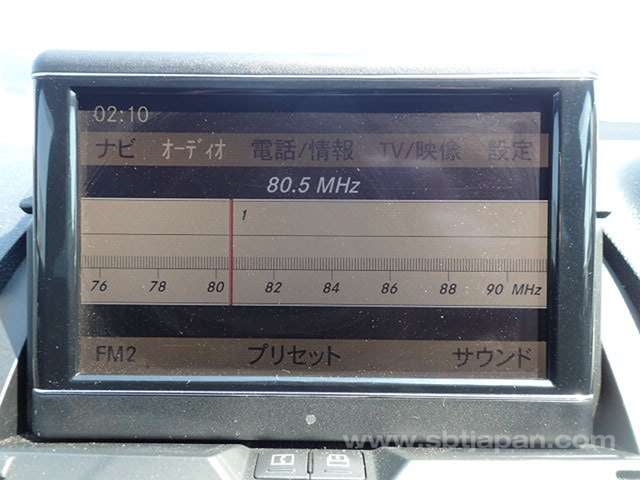 02:10
ナビ オーディオ 電話/情報 TV/映像 設定
80.5 MHz
1
76 78 80 82 84 86 88 90 MHz
FM2 プリセット サウンド
www.sbtjapan.com